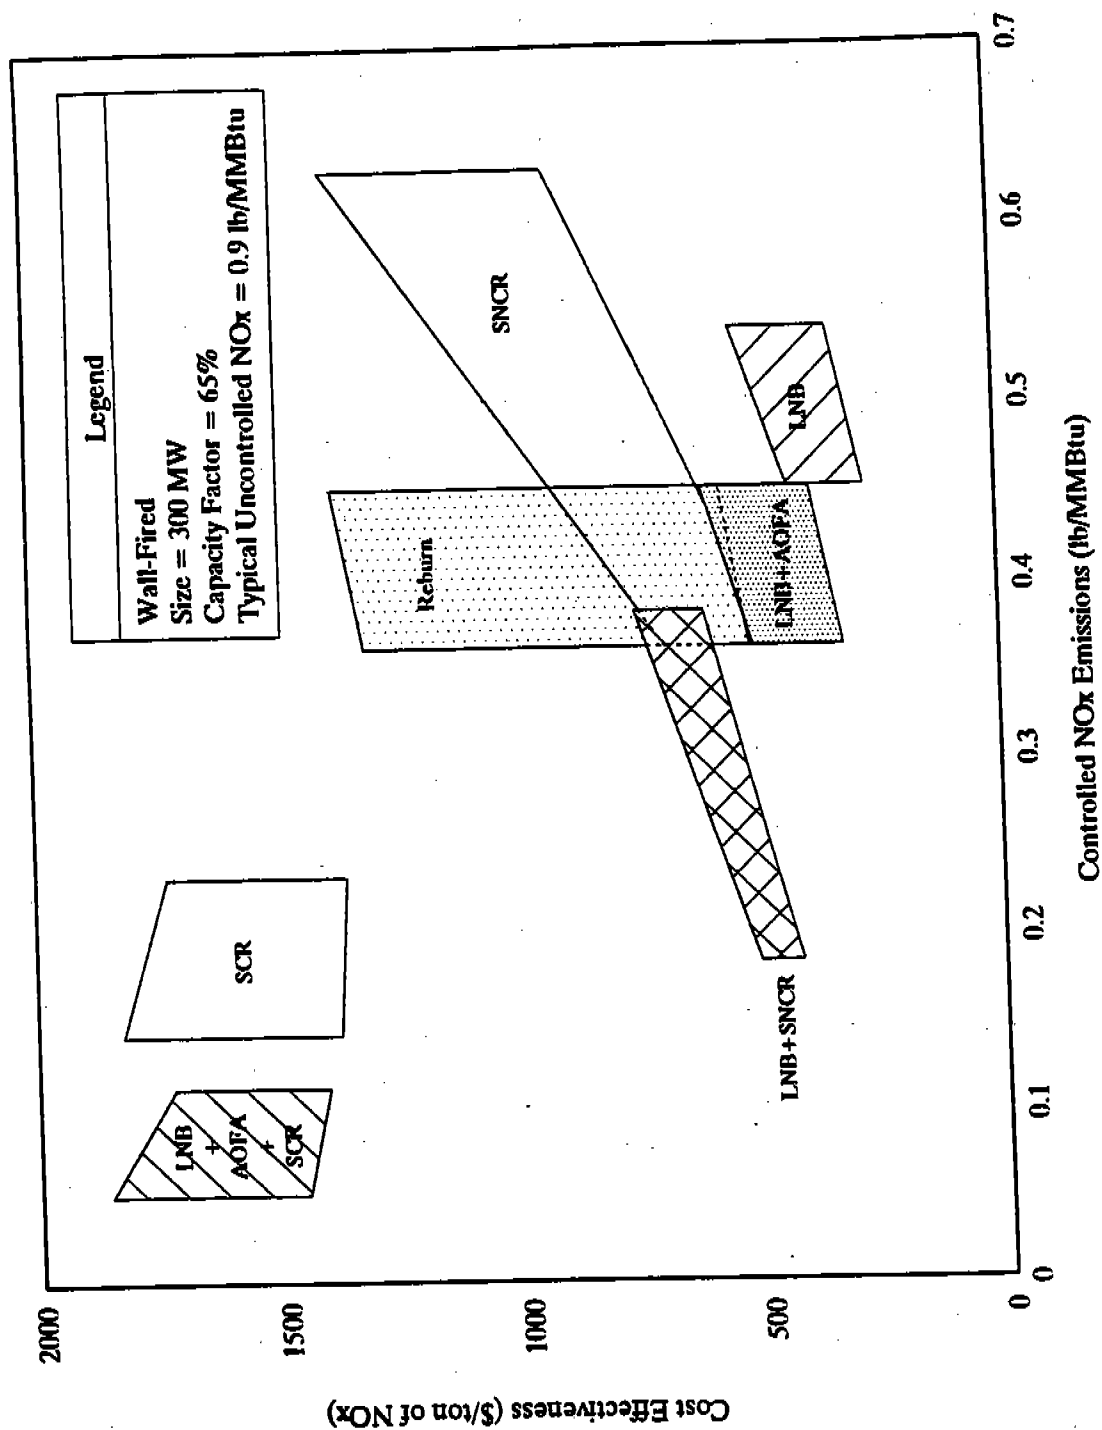 Legend
Wall-Fired
Size = 300 MW
Capacity Factor = 65%
Typical Uncontrolled NOx = 0.9 lb/MMBtu
Cost Effectiveness ($/ton of NOx)
2000
1500
1000
500
0
LNB
+
AOFA
+
SCR
SCR
Reburn
SNCR
LNB+SNCR
LNB+AOFA
LNB
0
0.1
0.2
0.3
0.4
0.5
0.6
0.7
Controlled NOx Emissions (lb/MMBtu)